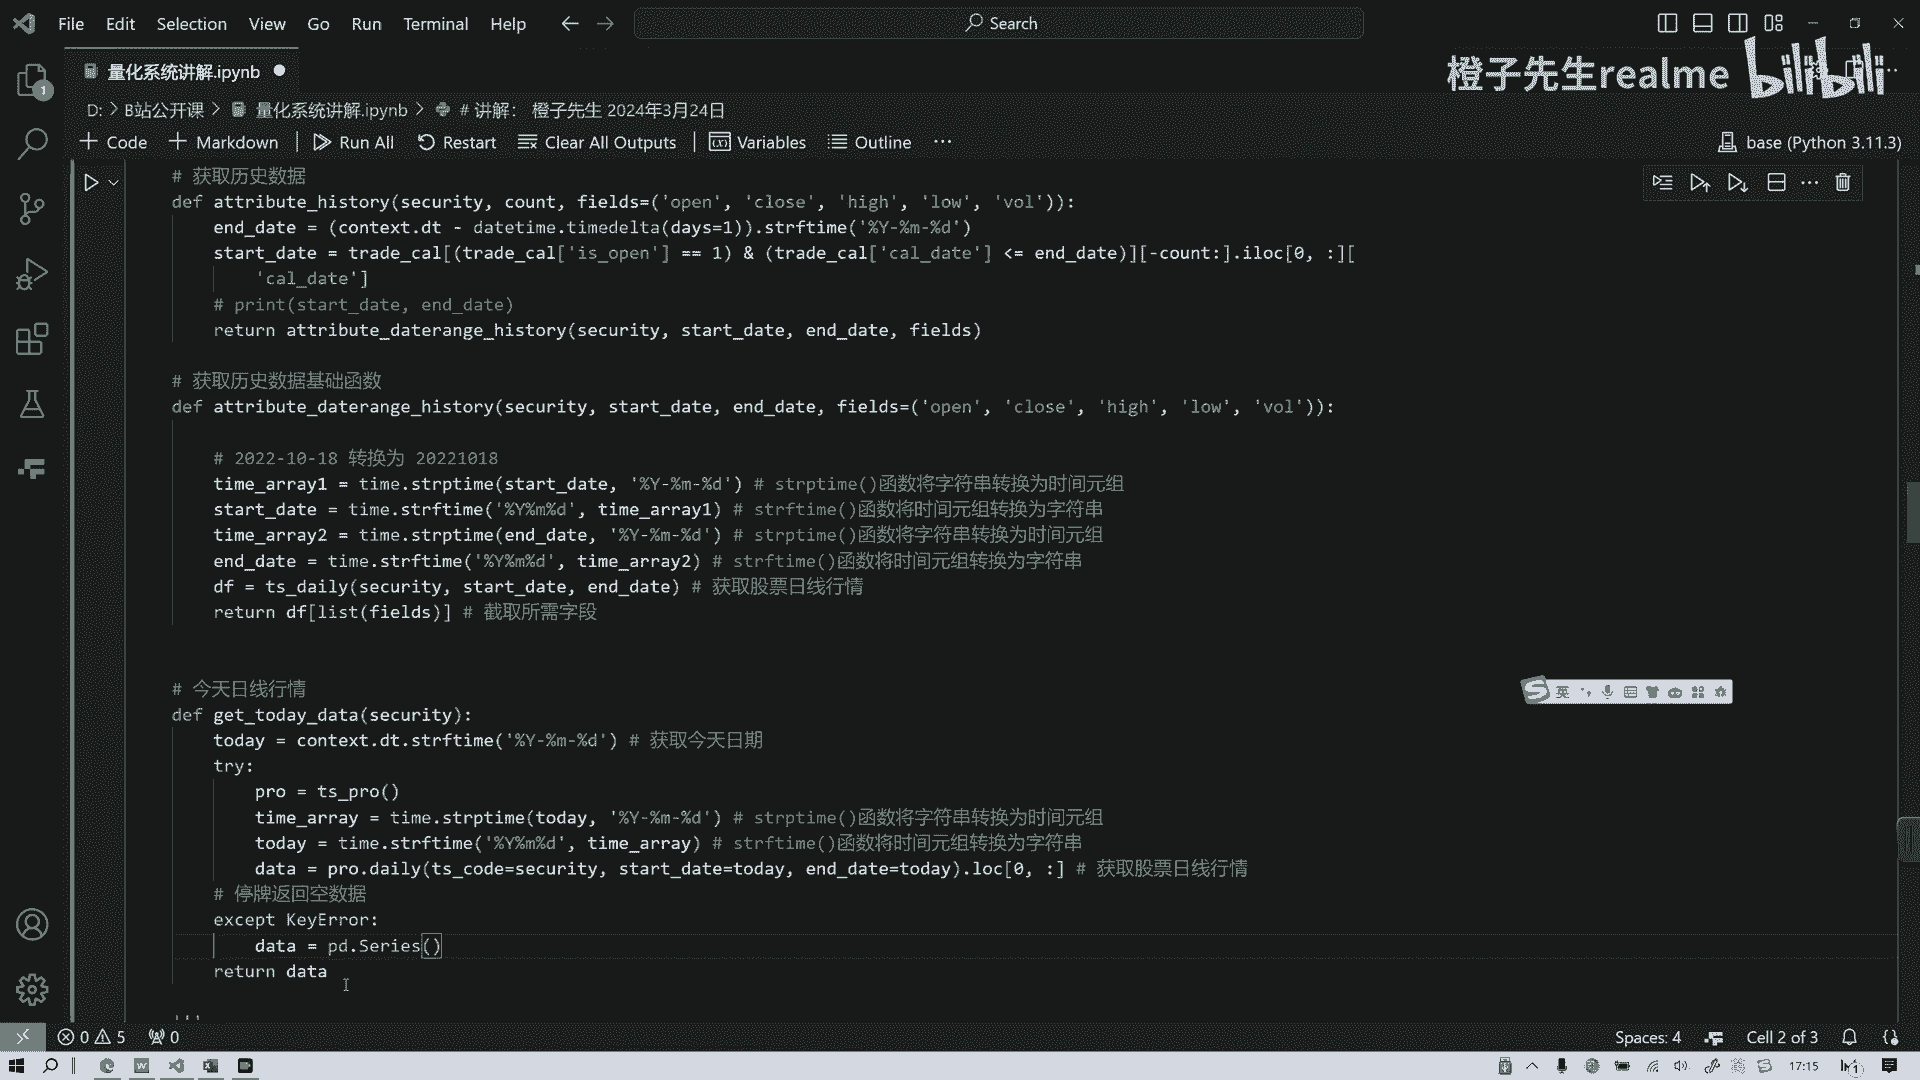 File Edit Selection View Go Run Terminal Help
Search
量化系统讲解.ipynb
橙子先生realme bilibili
D: > B站公开课 > 量化系统讲解.ipynb > # 讲解： 橙子先生 2024年3月24日
+ Code + Markdown Run All Restart Clear All Outputs Variables Outline ···
base (Python 3.11.3)
# 获取历史数据
def attribute_history(security, count, fields=('open', 'close', 'high', 'low', 'vol')):
end_date = (context.dt - datetime.timedelta(days=1)).strftime('%Y-%m-%d')
start_date = trade_cal[(trade_cal['is_open'] == 1) & (trade_cal['cal_date'] <= end_date)][-count:].iloc[0, :][
'cal_date']
# print(start_date, end_date)
return attribute_daterange_history(security, start_date, end_date, fields)
# 获取历史数据基础函数
def attribute_daterange_history(security, start_date, end_date, fields=('open', 'close', 'high', 'low', 'vol')):
# 2022-10-18 转换为 20221018
time_array1 = time.strptime(start_date, '%Y-%m-%d') # strptime()函数将字符串转换为时间元组
start_date = time.strftime('%Y%m%d', time_array1) # strftime()函数将时间元组转换为字符串
time_array2 = time.strptime(end_date, '%Y-%m-%d') # strptime()函数将字符串转换为时间元组
end_date = time.strftime('%Y%m%d', time_array2) # strftime()函数将时间元组转换为字符串
df = ts_daily(security, start_date, end_date) # 获取股票日线行情
return df[list(fields)] # 截取所需字段
# 今天日线行情
def get_today_data(security):
today = context.dt.strftime('%Y-%m-%d') # 获取今天日期
try:
pro = ts_pro()
time_array = time.strptime(today, '%Y-%m-%d') # strptime()函数将字符串转换为时间元组
today = time.strftime('%Y%m%d', time_array) # strftime()函数将时间元组转换为字符串
data = pro.daily(ts_code=security, start_date=today, end_date=today).loc[0, :] # 获取股票日线行情
# 停牌返回空数据
except KeyError:
data = pd.Series()
return data
'''
英
0 5 0
Spaces: 4 Cell 2 of 3
17:15